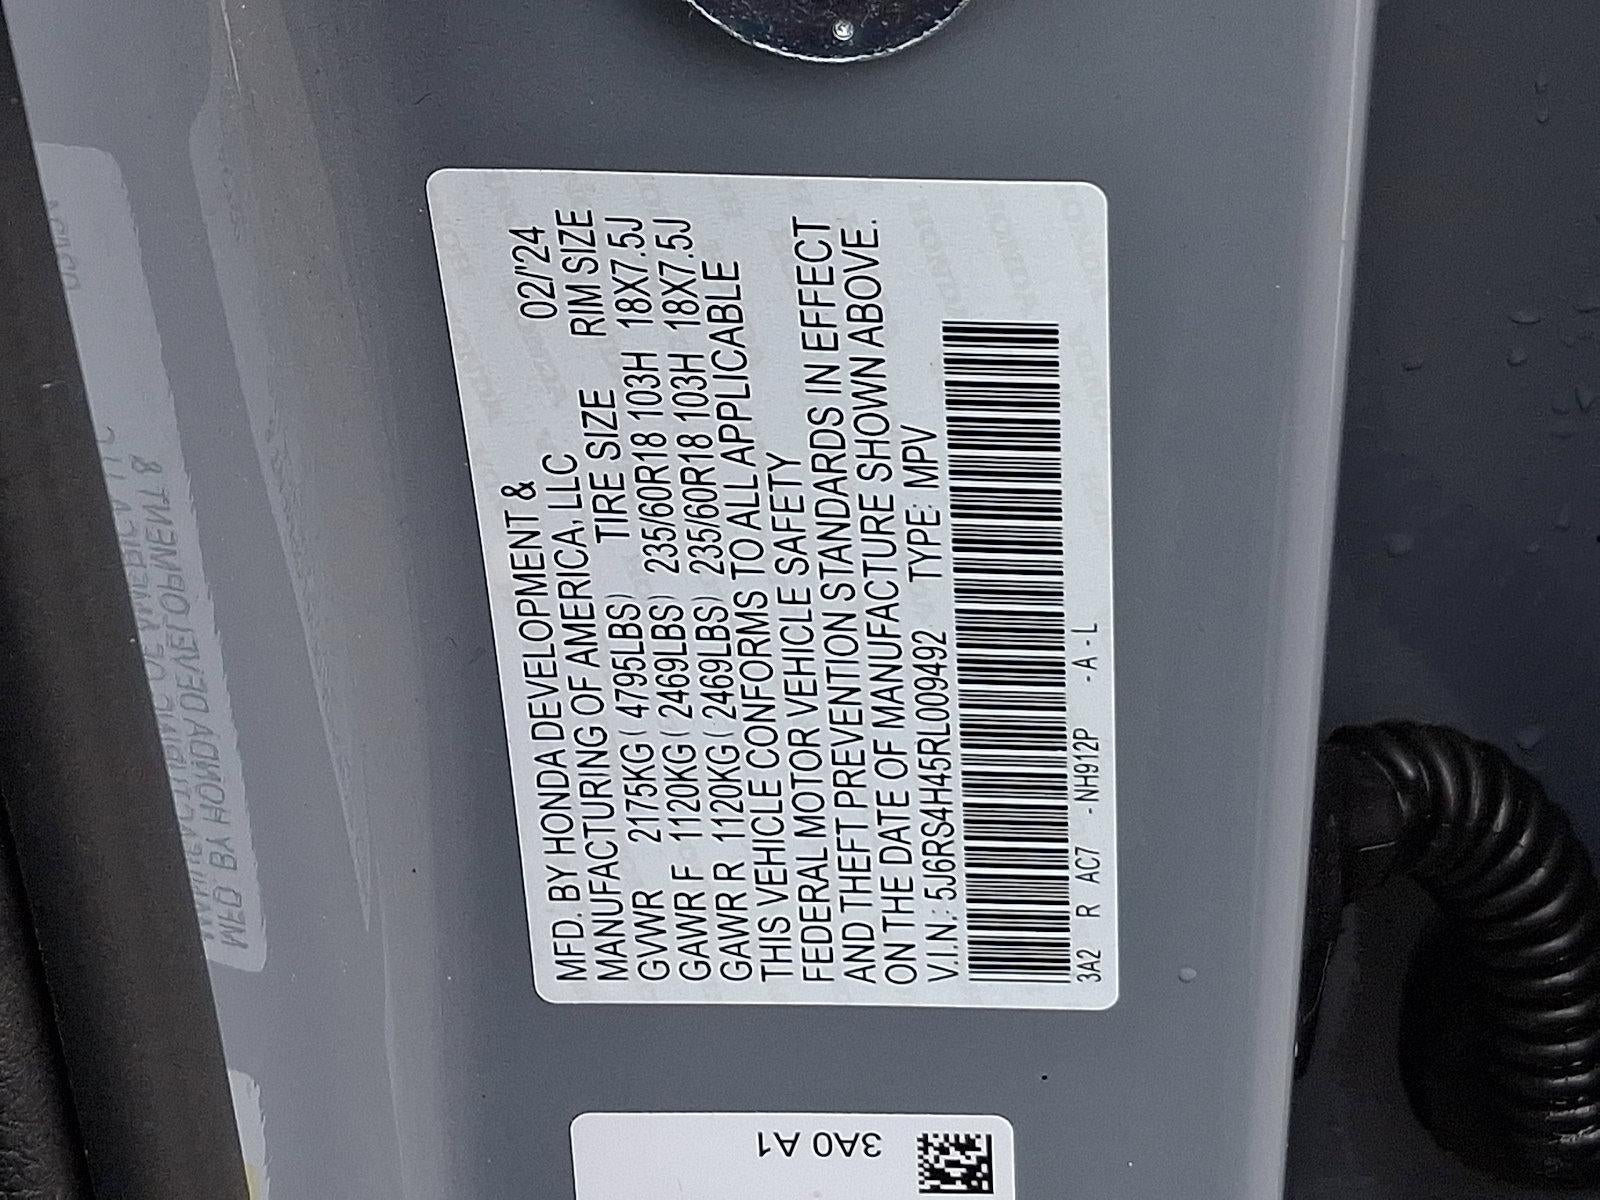 MFD. BY HONDA DEVELOPMENT & 02/'24
MANUFACTURING OF AMERICA, LLC TIRE SIZE RIM SIZE
GVWR 2175KG ( 4795LBS)
GAWR F 1120KG ( 2469LBS) 235/60R18 103H 18X7.5J
GAWR R 1120KG ( 2469LBS) 235/60R18 103H 18X7.5J
THIS VEHICLE CONFORMS TO ALL APPLICABLE
FEDERAL MOTOR VEHICLE SAFETY
AND THEFT PREVENTION STANDARDS IN EFFECT
ON THE DATE OF MANUFACTURE SHOWN ABOVE.
V.I.N.: 5J6RS4H45RL009492 TYPE: MPV
3A2 R AC7 -NH912P -A-L
3A0 A1